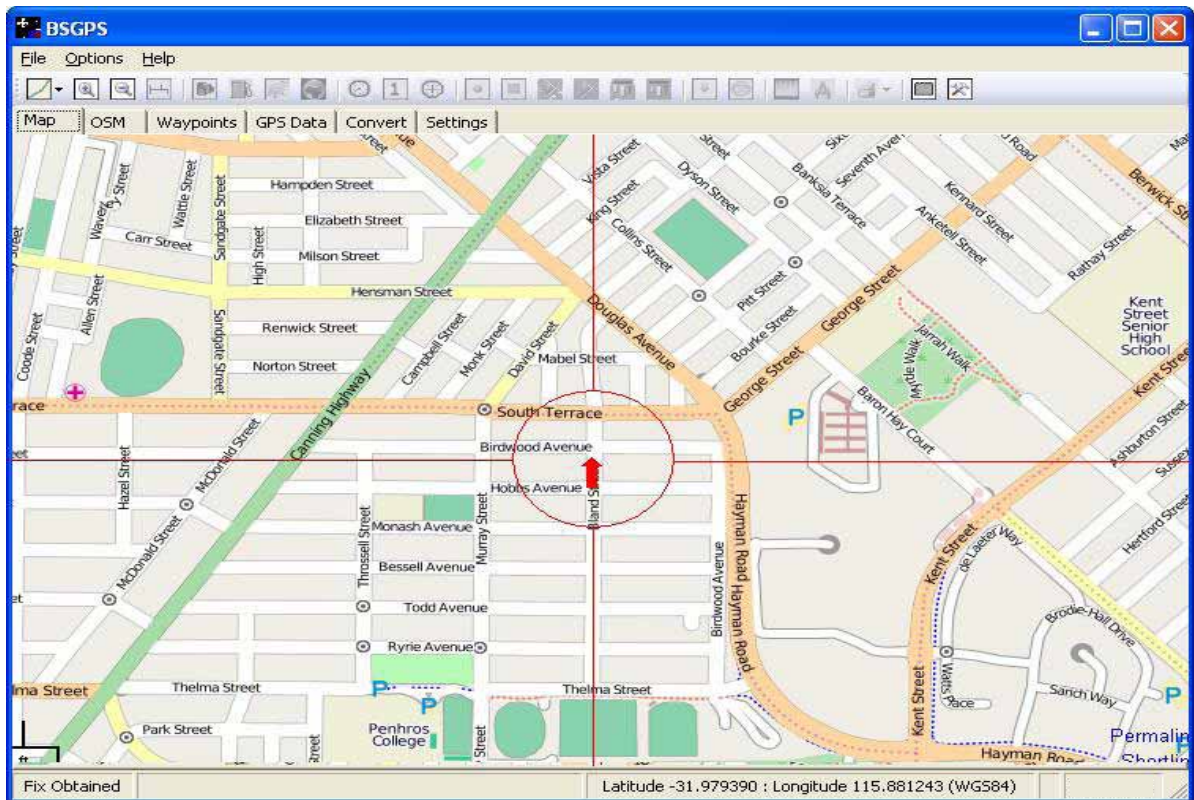 BSGPS
File Options Help
1
A
Map OSM Waypoints GPS Data Convert Settings
Hampden Street
Elizabeth Street
Milson Street
Hensman Street
Renwick Street
Norton Street
Carr Street
Wattle Street
Sandgate Street
High Street
Sandgate Street
Allen Street
Coode Street
Campbell Street
Monk Street
David Street
Mabel Street
Canning Highway
Vista Street
King Street
Collins Street
Dyson Street
Banksia Terrace
Seventh
Kennard Street
Anketell Street
Rathay Street
Berwick
Road
Street
Pitt Street
Bourke Street
George Street
George Street
Douglas Avenue
Jarrah Walk
Myrtle Walk
Baron Hay Court
Kent
Street
Senior
High
School
Kent Street
Ashburton Street
Sussex
Hertford Street
P
South Terrace
Birdwood Avenue
Hobbs Avenue
Monash Avenue
Bessell Avenue
Todd Avenue
Ryrie Avenue
Hazel Street
McDonald Street
McDonald Street
Throssell Street
Murray Street
Birdwood Avenue
Hayman Road
Hayman Road
Kent Street
de Laeter Way
Brodie-Hall Drive
Watts
Place
Sanch Way
Kent Street
Thelma Street
Thelma Street
Park Street
Penhros
College
Street
P
P
P
Hayman Road
Permalin
Shortlin
ft
Fix Obtained
Latitude -31.979390 : Longitude 115.881243 (WGS84)